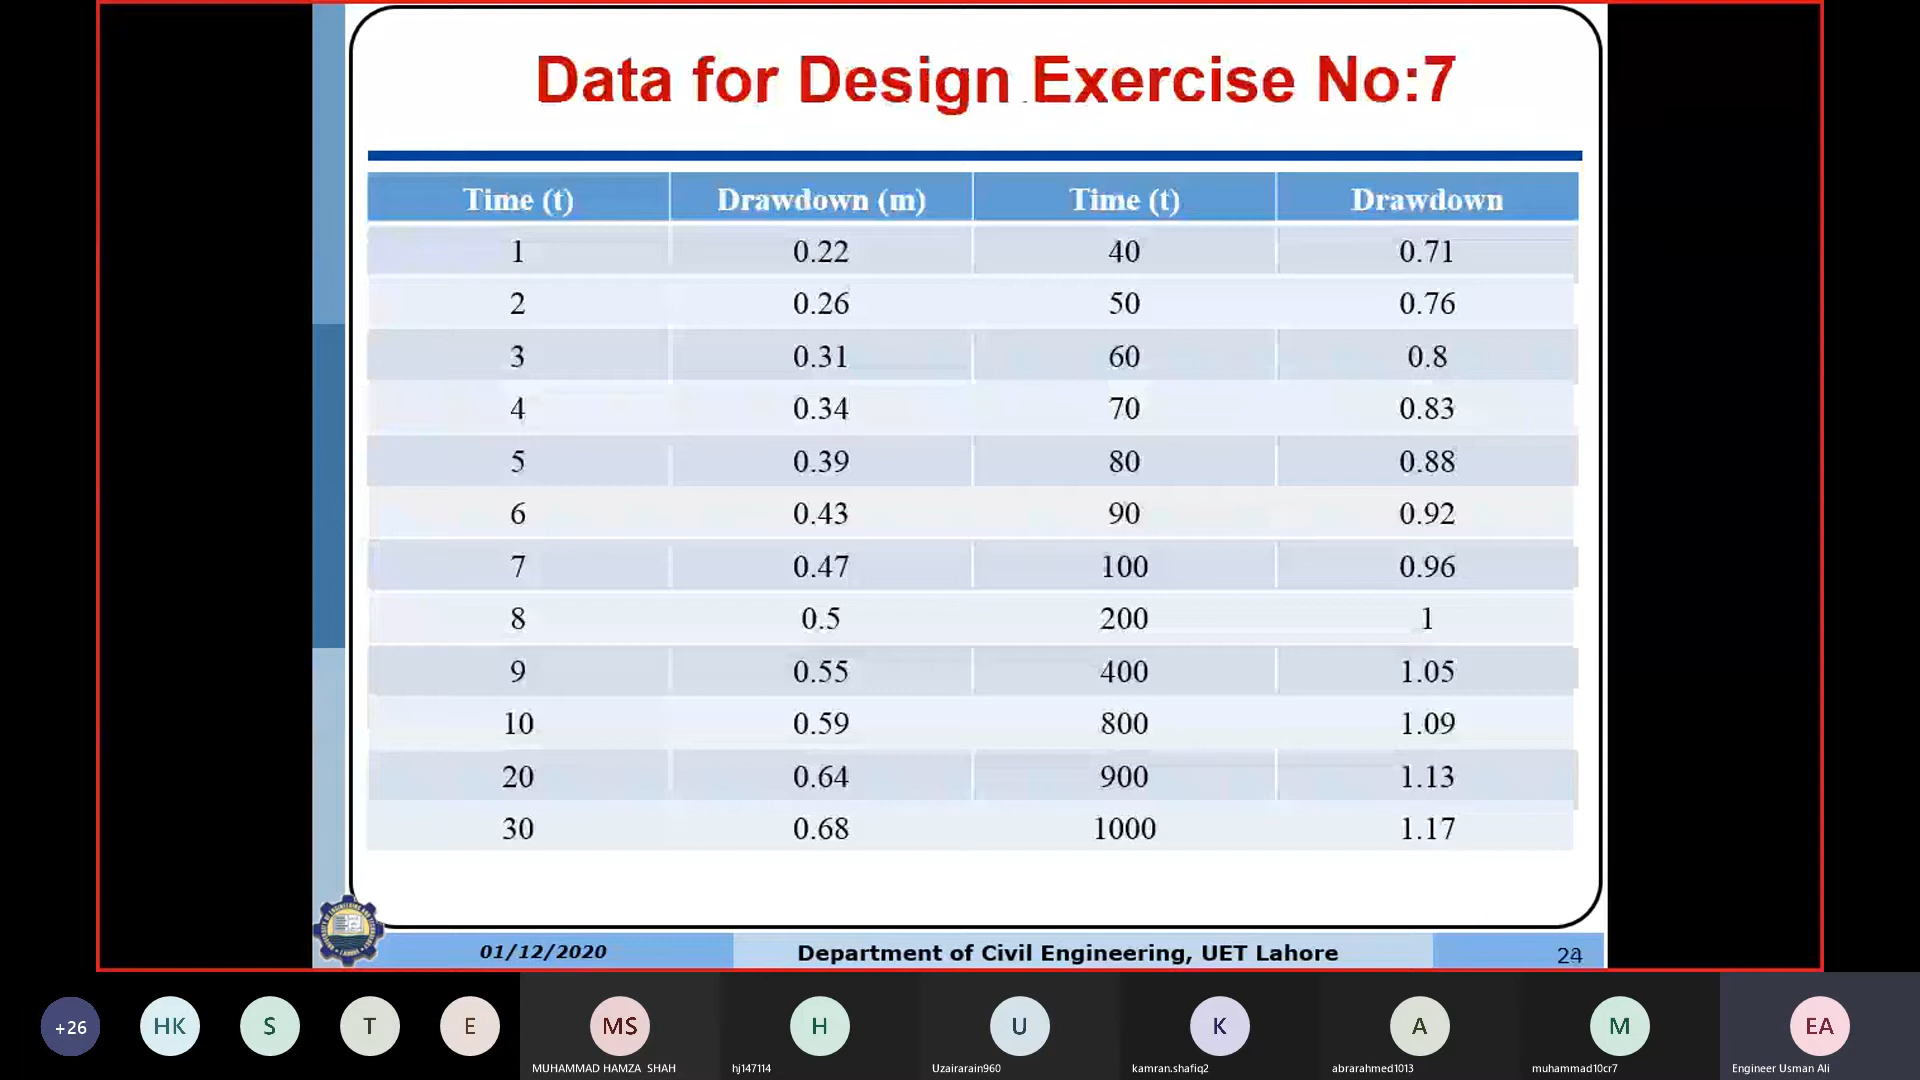 Data for Design Exercise No:7
Time (t) Drawdown (m) Time (t) Drawdown
1 0.22 40 0.71
2 0.26 50 0.76
3 0.31 60 0.8
4 0.34 70 0.83
5 0.39 80 0.88
6 0.43 90 0.92
7 0.47 100 0.96
8 0.5 200 1
9 0.55 400 1.05
10 0.59 800 1.09
20 0.64 900 1.13
30 0.68 1000 1.17
01/12/2020 Department of Civil Engineering, UET Lahore
+26 HK S T E MS H U K A M EA
MUHAMMAD HAMZA SHAH hj147114 Uzairarain960 kamran.shafiq2 abrarahmed1013 muhammad10cr7 Engineer Usman Ali